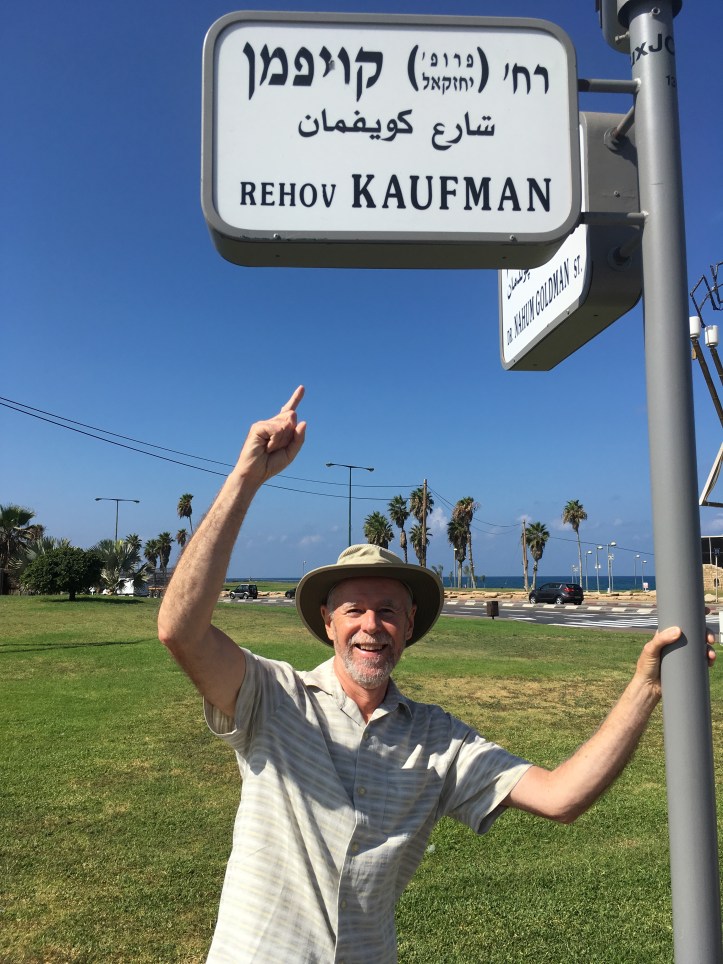 רח' (פרופ' יחזקאל) קויפמן
شارع كويفمان
REHOV KAUFMAN
DR. NAHUM GOLDMAN ST.